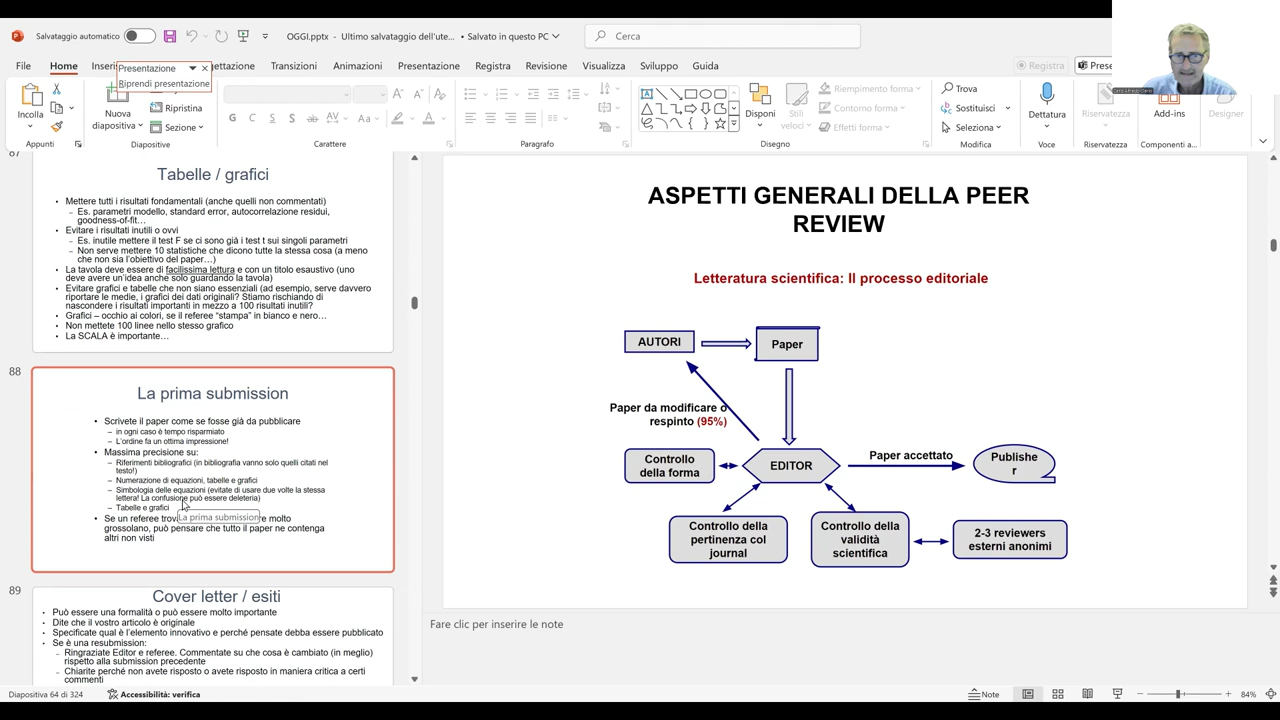 Salvataggio automatico
OGGI.pptx - Ultimo salvataggio dell'ute... • Salvato in questo PC
Cerca
File
Home
Inseris
Presentazione
gettazione
Transizioni
Animazioni
Presentazione
Registra
Revisione
Visualizza
Sviluppo
Guida
Registra
Prese
Riprendi presentazione
Incolla
Nuova
diapositiva
Ripristina
Sezione
Disponi
Stili
veloci
Riempimento forma
Contorno forma
Effetti forma
Trova
Sostituisci
Seleziona
Dettatura
Riservatezza
Add-ins
Designer
Appunti
Diapositive
Carattere
Paragrafo
Disegno
Modifica
Voce
Riservatezza
Componenti a...
87
Tabelle / grafici
• Mettere tutti i risultati fondamentali (anche quelli non commentati)
– Es. parametri modello, standard error, autocorrelazione residui,
goodness-of-fit…
• Evitare i risultati inutili o ovvi
– Es. inutile mettere il test F se ci sono già i test t sui singoli parametri
– Non serve mettere 10 statistiche che dicono tutte la stessa cosa (a meno
che non sia l'obiettivo del paper…)
• La tavola deve essere di facilissima lettura e con un titolo esaustivo (uno
deve avere un'idea anche solo guardando la tavola)
• Evitare grafici e tabelle che non siano essenziali (ad esempio, serve davvero
riportare le medie, i grafici dei dati originali? Stiamo rischiando di
nascondere i risultati importanti in mezzo a 100 risultati inutili?
• Grafici – occhio ai colori, se il referee "stampa" in bianco e nero…
• Non mettete 100 linee nello stesso grafico
• La SCALA è importante…
88
La prima submission
• Scrivete il paper come se fosse già da pubblicare
– in ogni caso è tempo risparmiato
– L'ordine fa un ottima impressione!
• Massima precisione su:
– Riferimenti bibliografici (in bibliografia vanno solo quelli citati nel
testo!)
– Numerazione di equazioni, tabelle e grafici
– Simbologia delle equazioni (evitate di usare due volte la stessa
lettera! La confusione può essere deleteria)
– Tabelle e grafici
La prima submission
• Se un referee trova re molto
grossolano, può pensare che tutto il paper ne contenga
altri non visti
89
Cover letter / esiti
• Può essere una formalità o può essere molto importante
• Dite che il vostro articolo è originale
• Specificate qual è l'elemento innovativo e perché pensate debba essere pubblicato
• Se è una resubmission:
– Ringraziate Editor e referee. Commentate su che cosa è cambiato (in meglio)
rispetto alla submission precedente
– Chiarite perché non avete risposto o avete risposto in maniera critica a certi
commenti
ASPETTI GENERALI DELLA PEER
REVIEW
Letteratura scientifica: Il processo editoriale
AUTORI
Paper
Paper da modificare o
respinto (95%)
Controllo
della forma
EDITOR
Paper accettato
Publishe
r
Controllo della
pertinenza col
journal
Controllo della
validità
scientifica
2-3 reviewers
esterni anonimi
Fare clic per inserire le note
Diapositiva 64 di 324
Accessibilità: verifica
Note
84%